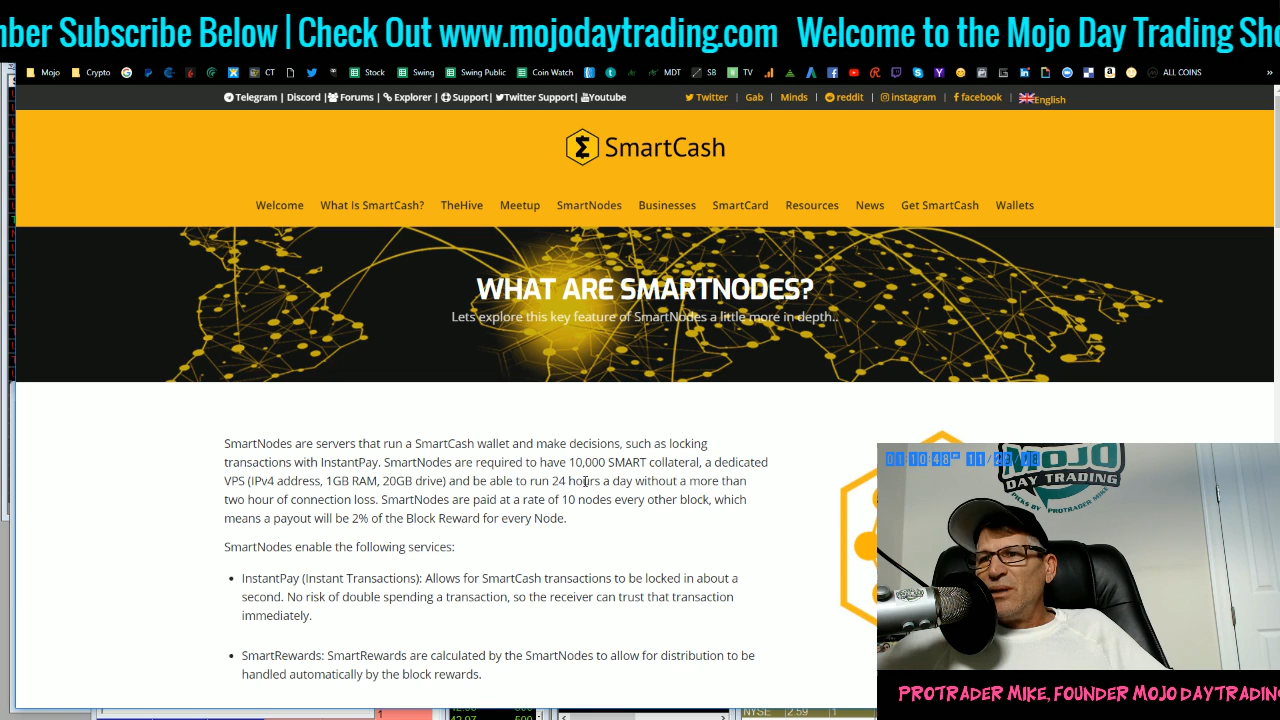 mber Subscribe Below | Check Out www.mojodaytrading.com Welcome to the Mojo Day Trading Sho
Mojo Crypto CT Stock Swing Swing Public Coin Watch MDT SB TV ALL COINS »
Telegram | Discord | Forums | Explorer | Support| Twitter Support| Youtube
Twitter | Gab | Minds | reddit | instagram | facebook | English
SmartCash
Welcome What Is SmartCash? TheHive Meetup SmartNodes Businesses SmartCard Resources News Get SmartCash Wallets
WHAT ARE SMARTNODES?
Lets explore this key feature of SmartNodes a little more in depth..
SmartNodes are servers that run a SmartCash wallet and make decisions, such as locking
transactions with InstantPay. SmartNodes are required to have 10,000 SMART collateral, a dedicated
VPS (IPv4 address, 1GB RAM, 20GB drive) and be able to run 24 hours a day without a more than
two hour of connection loss. SmartNodes are paid at a rate of 10 nodes every other block, which
means a payout will be 2% of the Block Reward for every Node.
SmartNodes enable the following services:
• InstantPay (Instant Transactions): Allows for SmartCash transactions to be locked in about a
second. No risk of double spending a transaction, so the receiver can trust that transaction
immediately.
• SmartRewards: SmartRewards are calculated by the SmartNodes to allow for distribution to be
handled automatically by the block rewards.
MOJO
DAY TRADING
BY PROTRADER MIKE
PROTRADER MIKE, FOUNDER MOJO DAYTRADING
1
500
NYSE 2.59 1